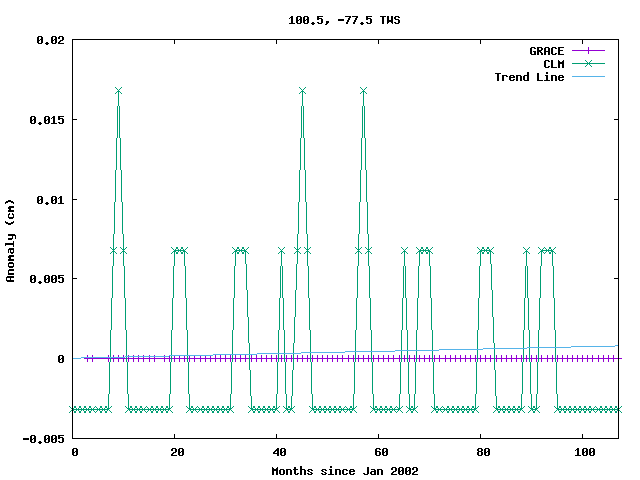 100.5, -77.5 TWS
GRACE
CLM
Trend Line
0.02
0.015
0.01
0.005
0
-0.005
Anomaly (cm)
0 20 40 60 80 100
Months since Jan 2002